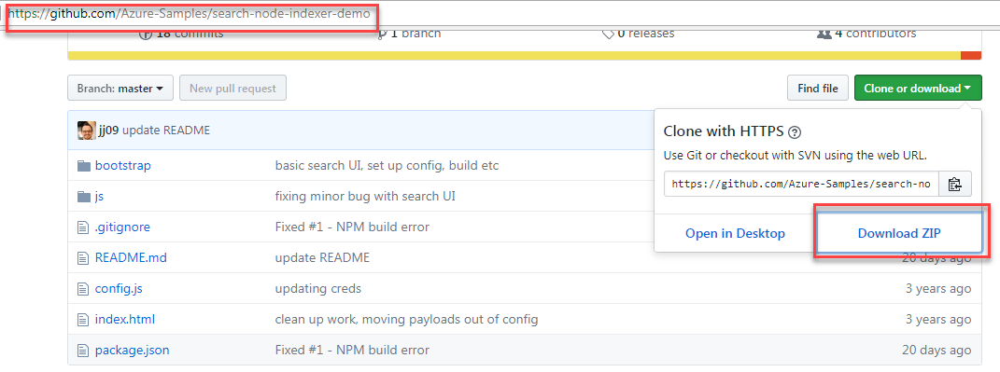 https://github.com/Azure-Samples/search-node-indexer-demo
18 commits 1 branch 0 releases 4 contributors
Branch: master New pull request Find file Clone or download
jj09 update README
Clone with HTTPS
Use Git or checkout with SVN using the web URL.
https://github.com/Azure-Samples/search-no
Open in Desktop Download ZIP
bootstrap basic search UI, set up config, build etc
js fixing minor bug with search UI
.gitignore Fixed #1 - NPM build error
README.md update README 20 days ago
config.js updating creds 3 years ago
index.html clean up work, moving payloads out of config 3 years ago
package.json Fixed #1 - NPM build error 20 days ago